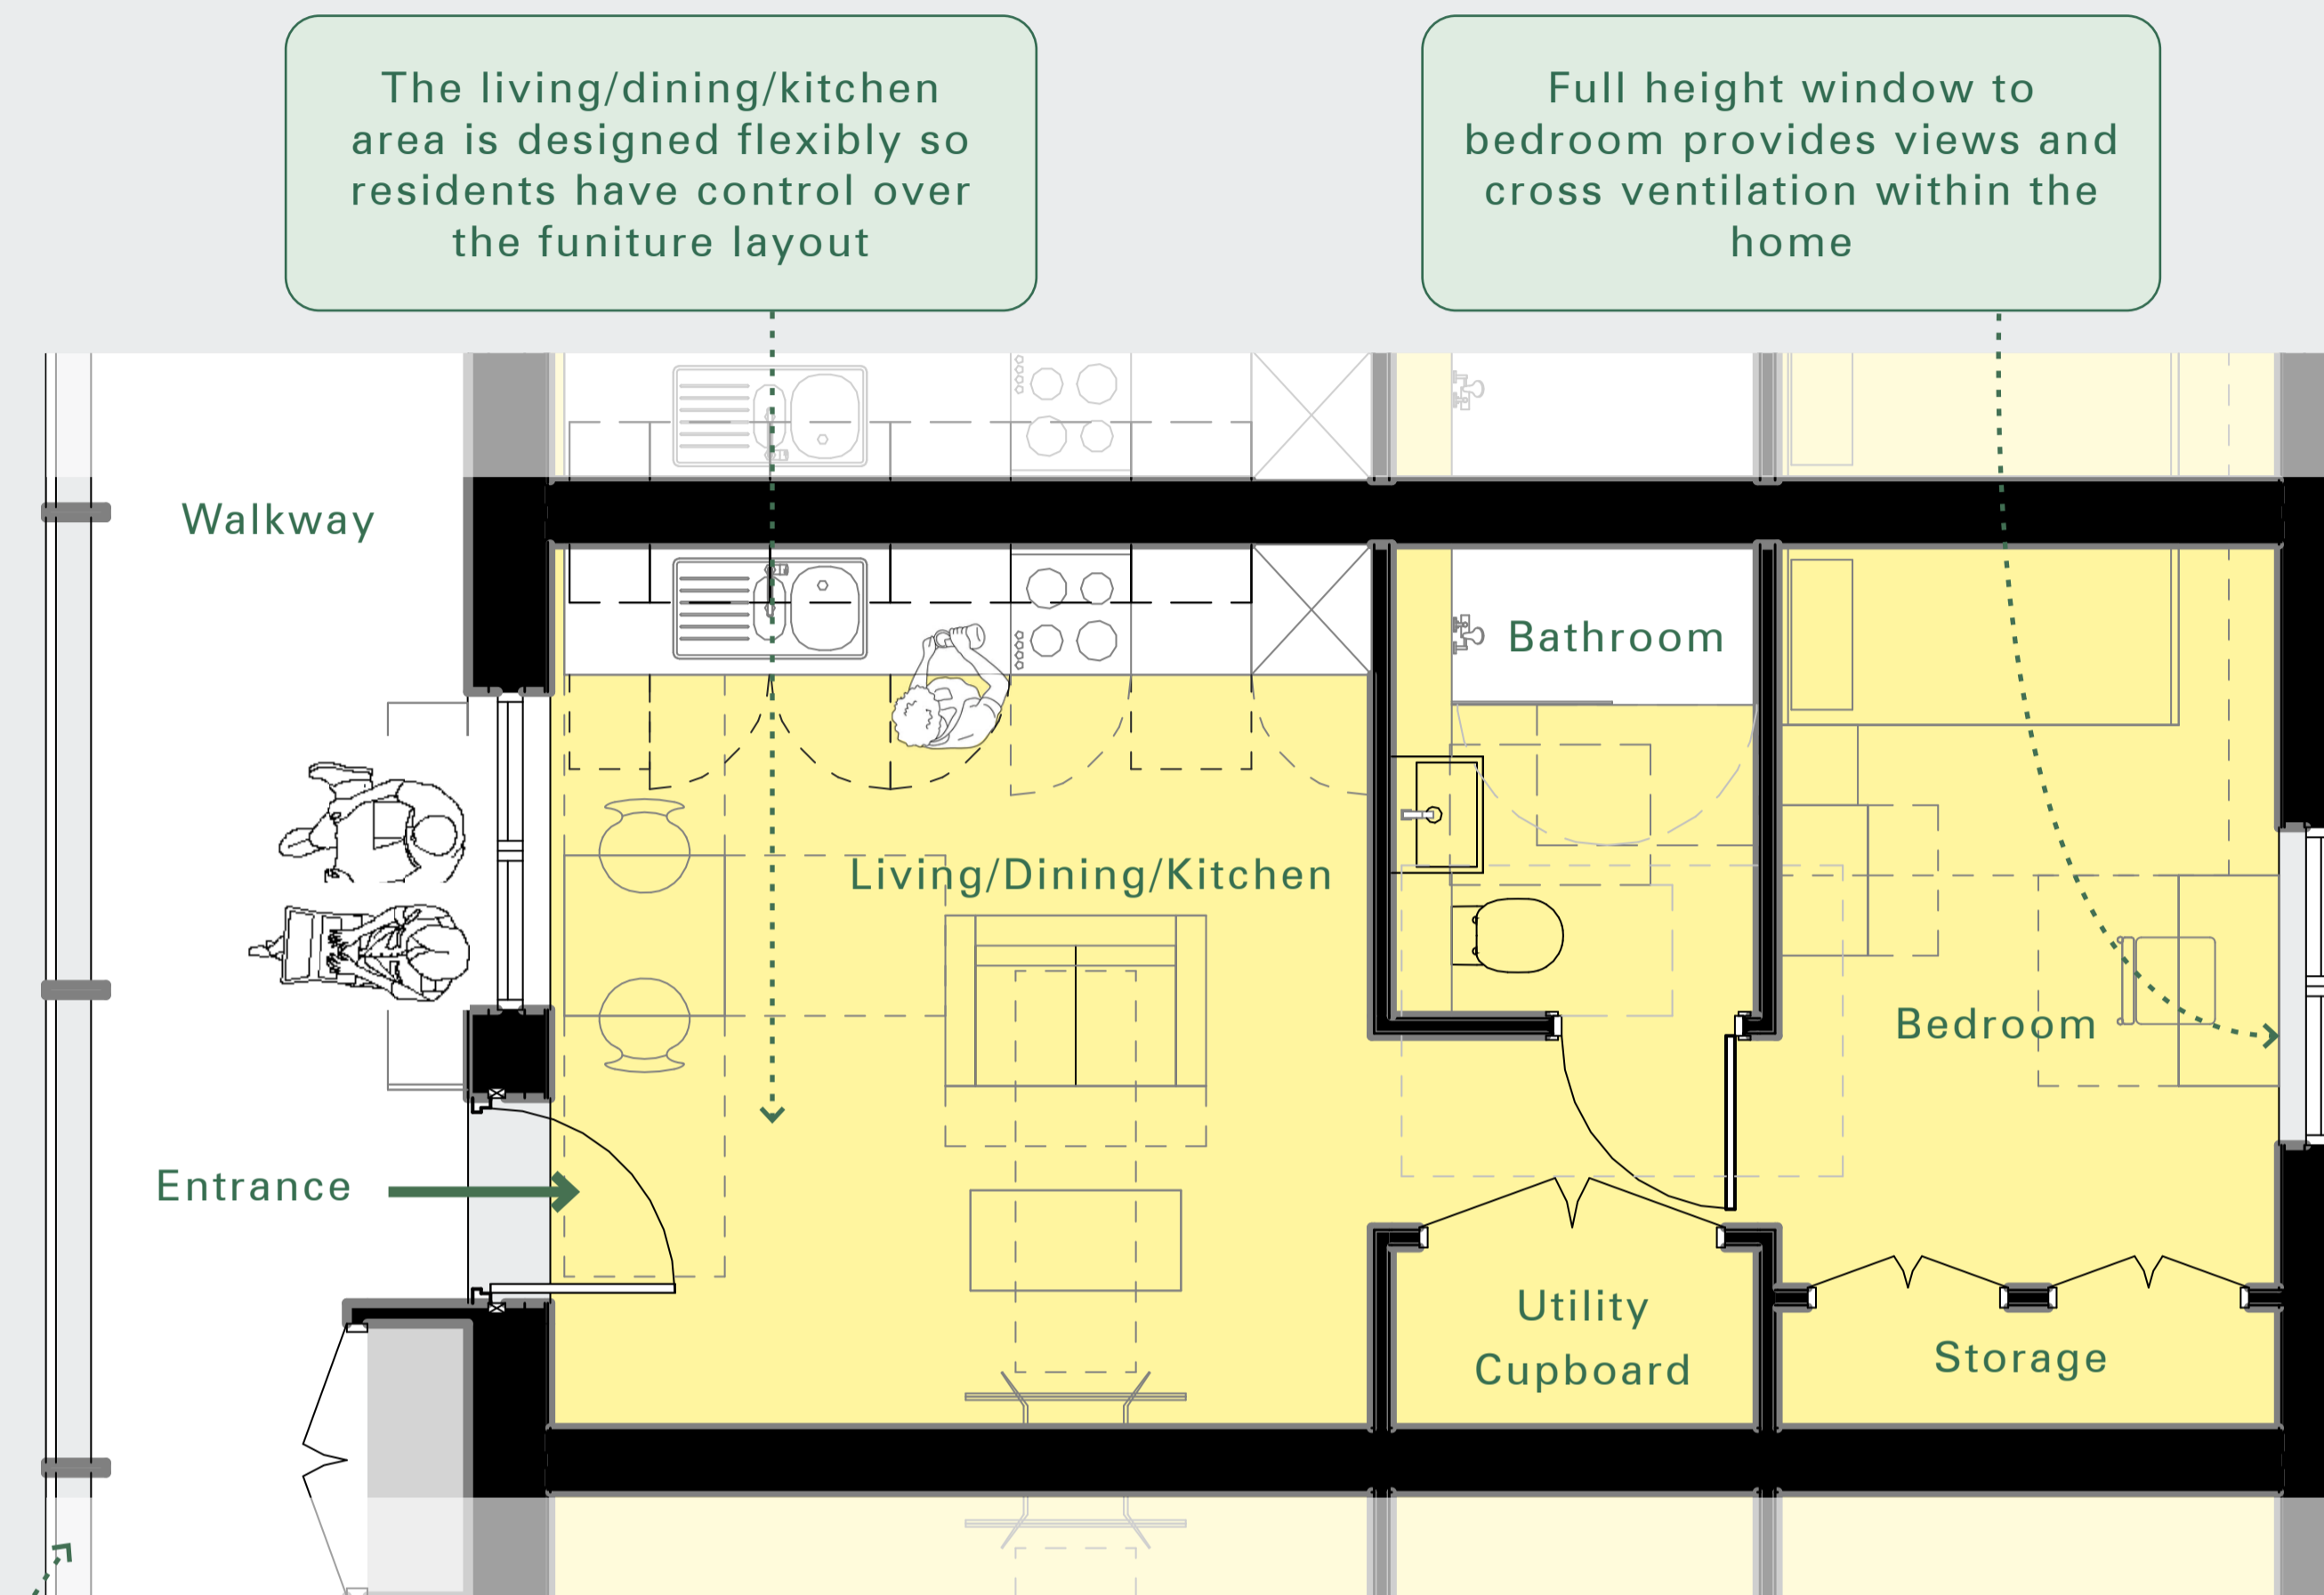 The living/dining/kitchen
area is designed flexibly so
residents have control over
the funiture layout
Full height window to
bedroom provides views and
cross ventilation within the
home
Walkway
Bathroom
Living/Dining/Kitchen
Bedroom
Entrance
Utility
Cupboard
Storage